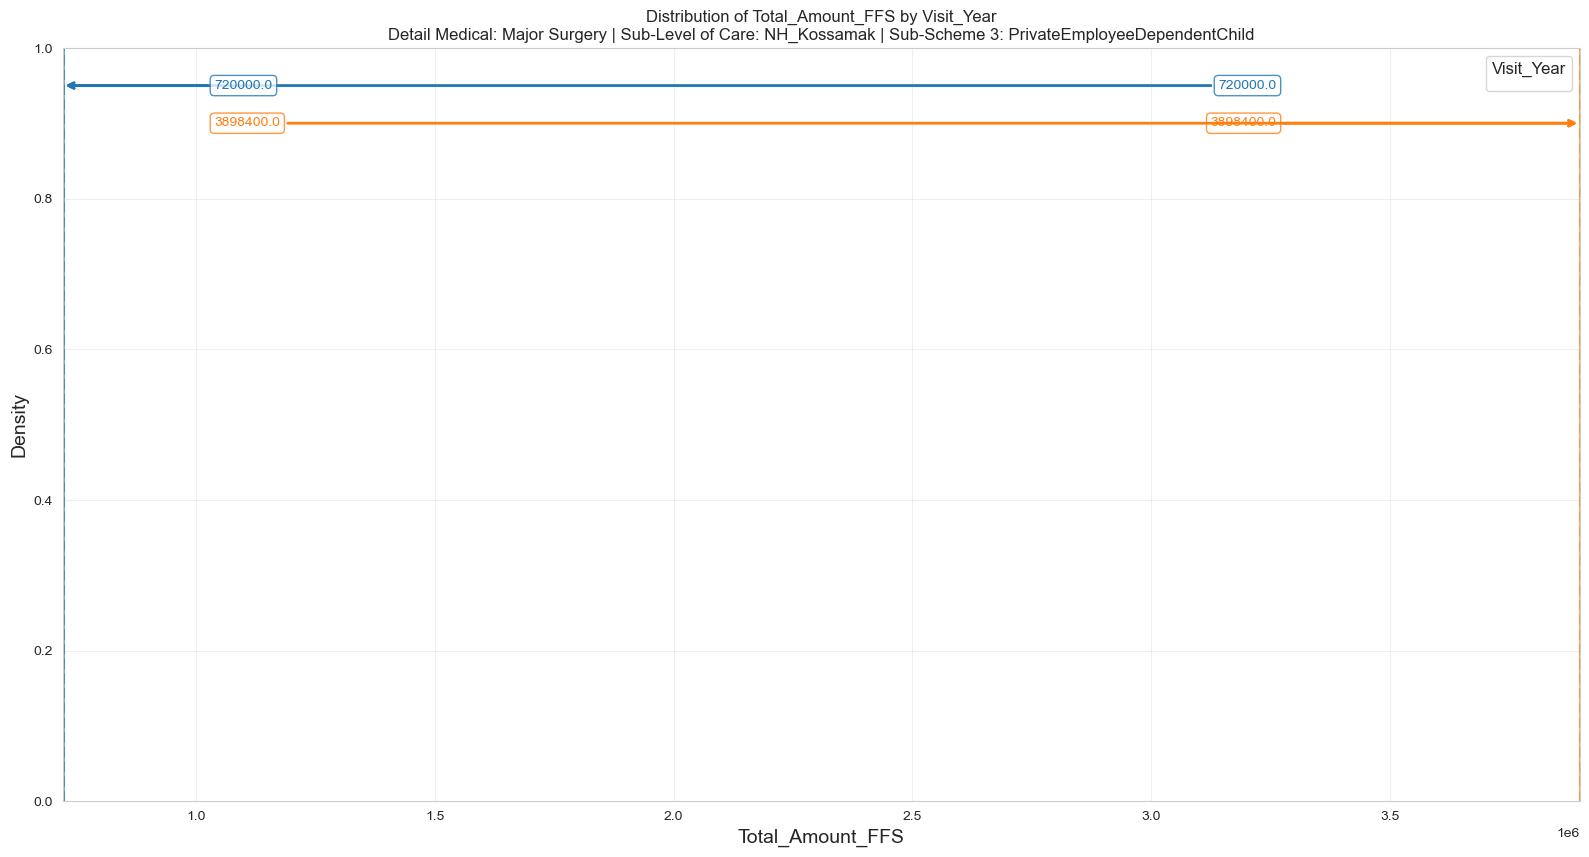 Distribution of Total_Amount_FFS by Visit_Year
Detail Medical: Major Surgery | Sub-Level of Care: NH_Kossamak | Sub-Scheme 3: PrivateEmployeeDependentChild
Visit_Year
720000.0
720000.0
3898400.0
3898400.0
1.0
0.8
0.6
0.4
0.2
0.0
Density
1.0
1.5
2.0
2.5
3.0
3.5
1e6
Total_Amount_FFS